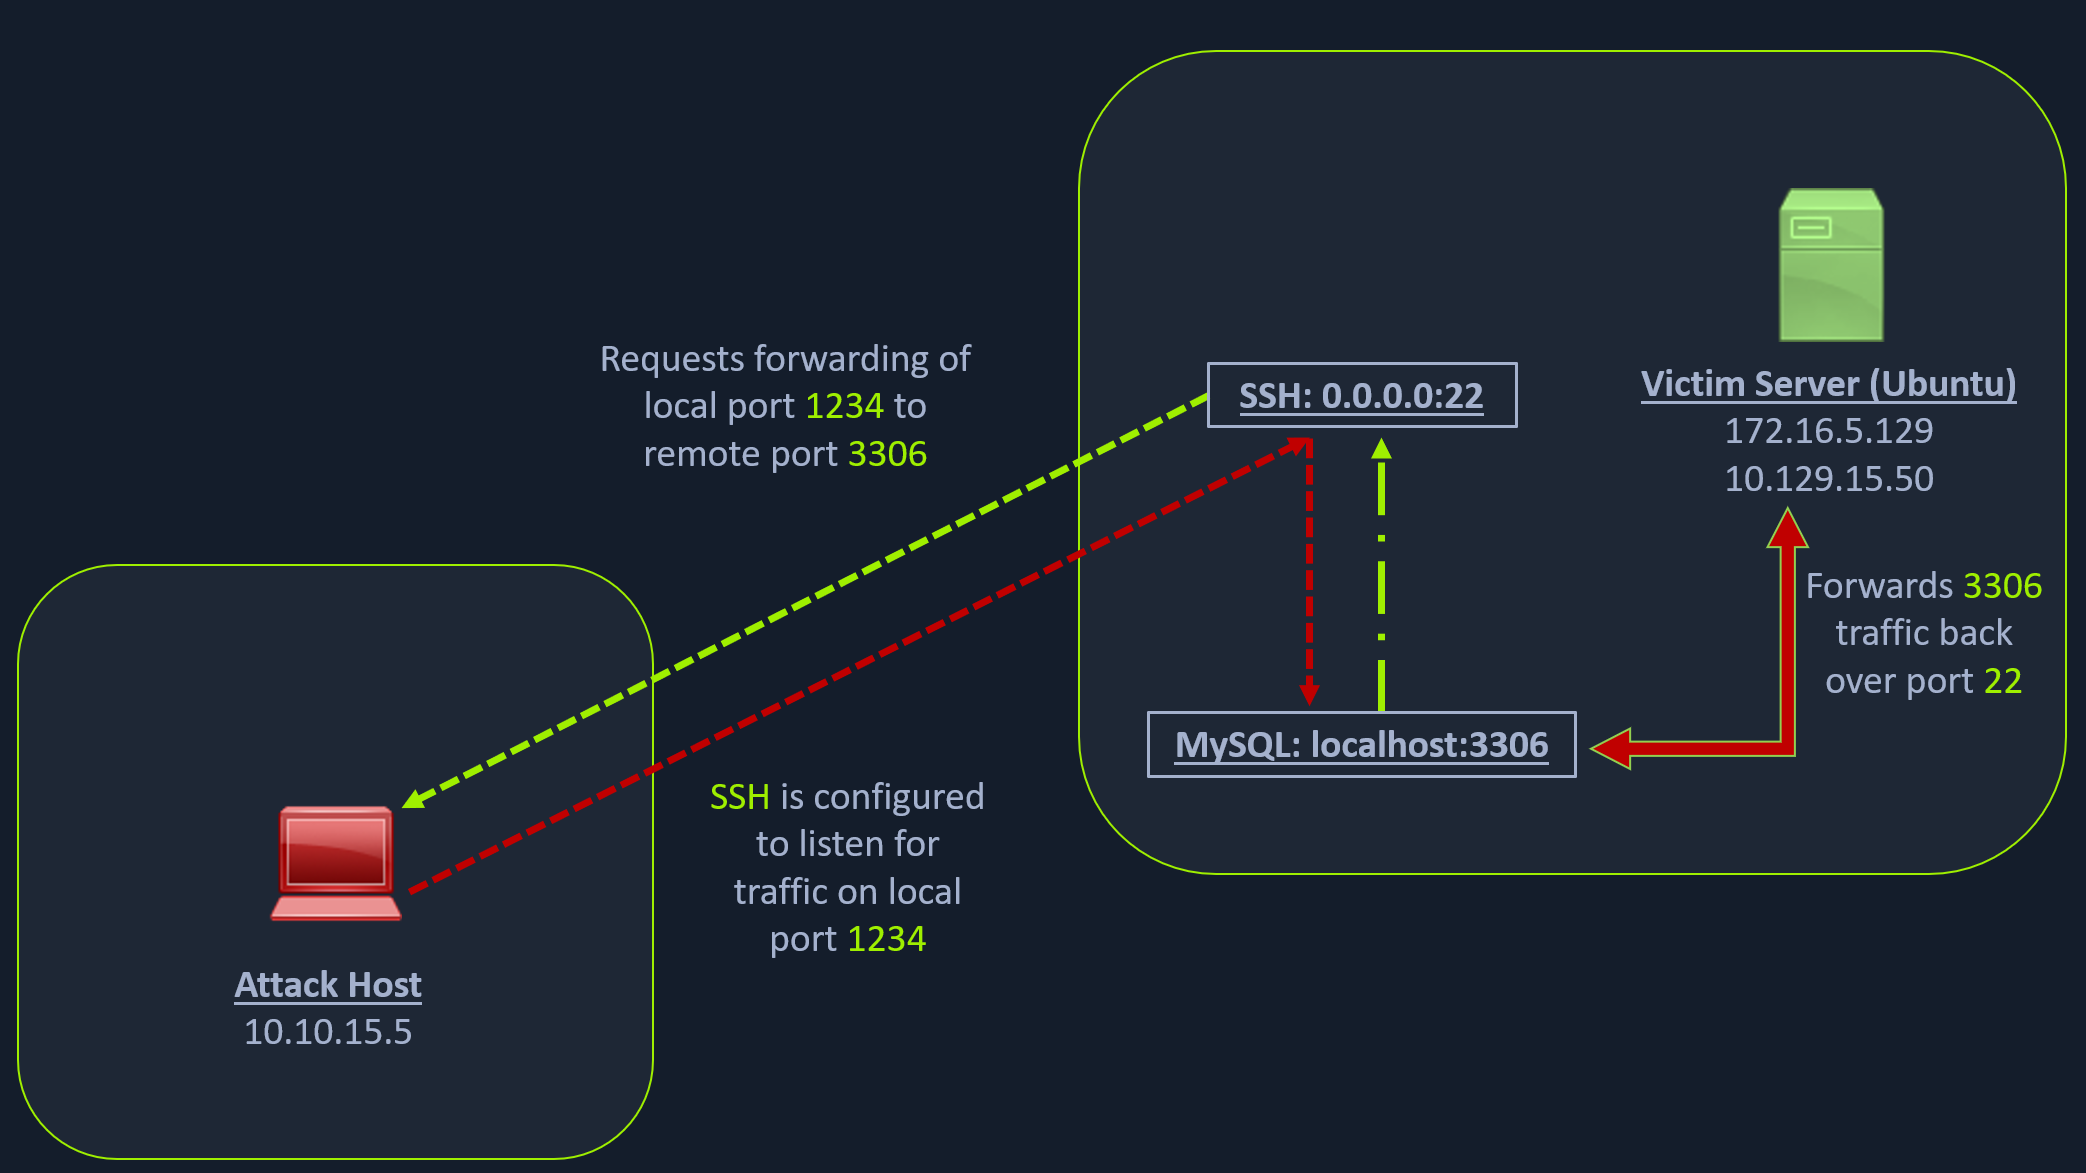 Requests forwarding of
local port 1234 to
remote port 3306
SSH: 0.0.0.0:22
Victim Server (Ubuntu)
172.16.5.129
10.129.15.50
Forwards 3306
traffic back
over port 22
MySQL: localhost:3306
SSH is configured
to listen for
traffic on local
port 1234
Attack Host
10.10.15.5